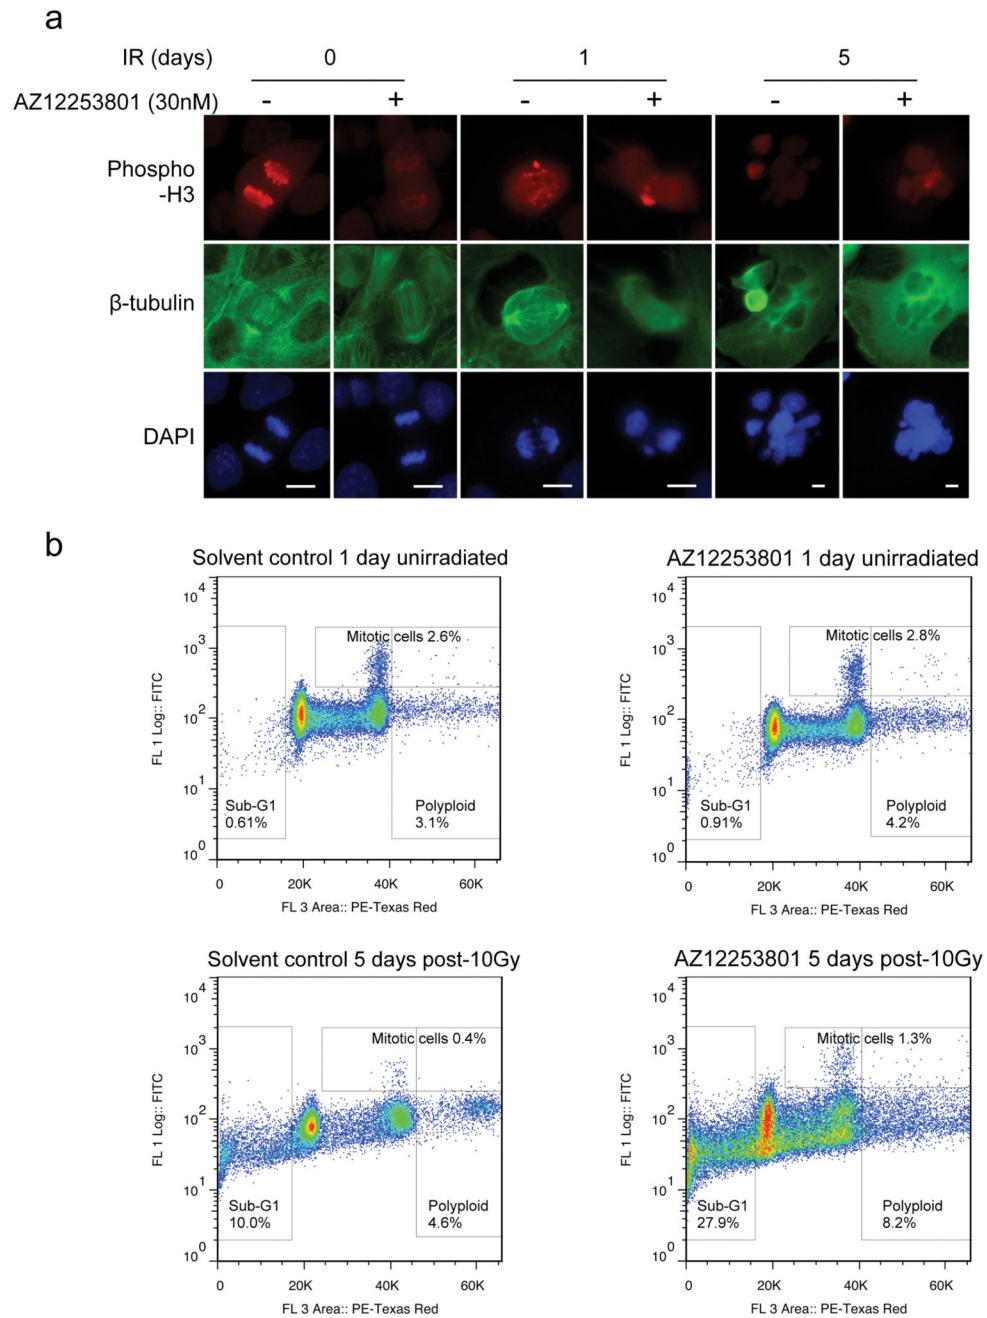 a
IR (days) 0 1 5
AZ12253801 (30nM) - + - + - +
Phospho
-H3
β-tubulin
DAPI
b
Solvent control 1 day unirradiated
10^4
10^3
10^2
10^1
10^0
FL 1 Log:: FITC
Mitotic cells 2.6%
Sub-G1
0.61%
Polyploid
3.1%
0 20K 40K 60K
FL 3 Area:: PE-Texas Red
AZ12253801 1 day unirradiated
10^4
10^3
10^2
10^1
10^0
FL 1 Log:: FITC
Mitotic cells 2.8%
Sub-G1
0.91%
Polyploid
4.2%
0 20K 40K 60K
FL 3 Area:: PE-Texas Red
Solvent control 5 days post-10Gy
10^4
10^3
10^2
10^1
10^0
FL 1 Log:: FITC
Mitotic cells 0.4%
Sub-G1
10.0%
Polyploid
4.6%
0 20K 40K 60K
FL 3 Area:: PE-Texas Red
AZ12253801 5 days post-10Gy
10^4
10^3
10^2
10^1
10^0
FL 1 Log:: FITC
Mitotic cells 1.3%
Sub-G1
27.9%
Polyploid
8.2%
0 20K 40K 60K
FL 3 Area:: PE-Texas Red